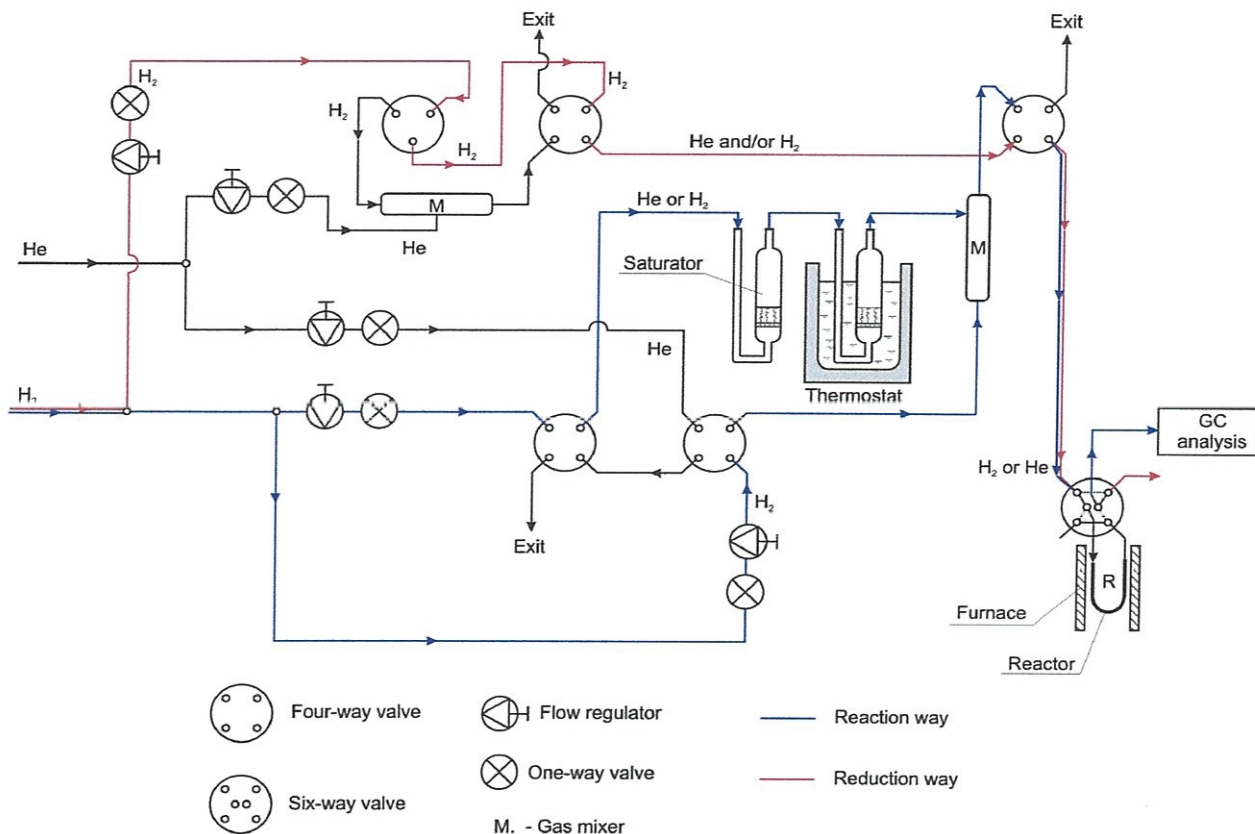 Exit
Exit
H₂
H₂
H₂
H₂
He and/or H₂
M
He or H₂
He
He
M
Saturator
He
H₂
Thermostat
GC
analysis
H₂ or He
H₂
Exit
R
Furnace
Reactor
Four-way valve
Flow regulator
Reaction way
One-way valve
Reduction way
Six-way valve
M. - Gas mixer